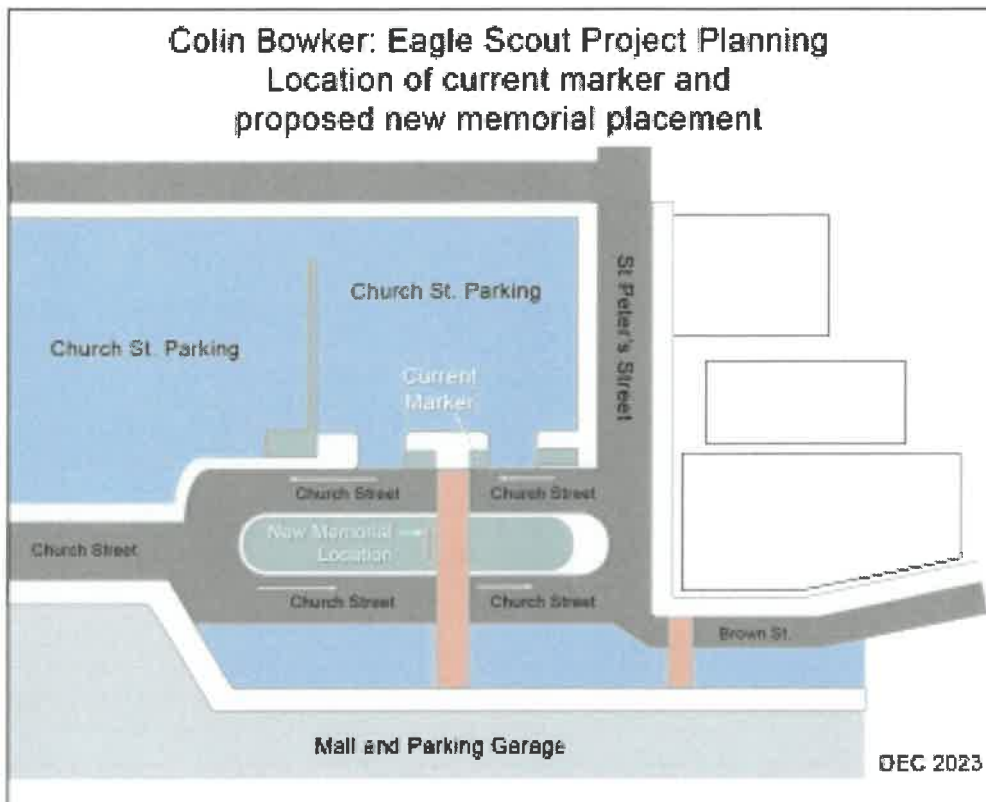 Colin Bowker: Eagle Scout Project Planning
Location of current marker and
proposed new memorial placement
Church St. Parking
Church St. Parking
St Peter's Street
Current
Marker
Church Street
Church Street
New Memorial
Location
Church Street
Church Street
Church Street
Brown St.
Mall and Parking Garage
DEC 2023